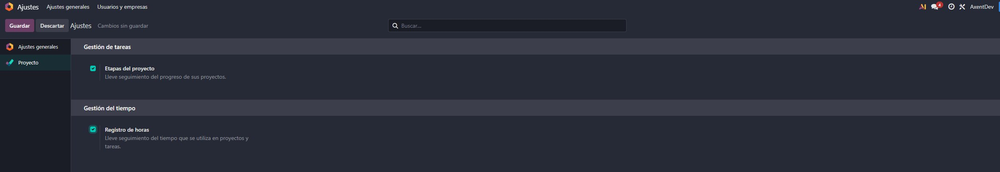 Ajustes Ajustes generales Usuarios y empresas AI 4 AxentDev
Guardar Descartar Ajustes Cambios sin guardar Buscar...
Ajustes generales
Proyecto
Gestión de tareas
Etapas del proyecto
Lleve seguimiento del progreso de sus proyectos.
Gestión del tiempo
Registro de horas
Lleve seguimiento del tiempo que se utiliza en proyectos y
tareas.